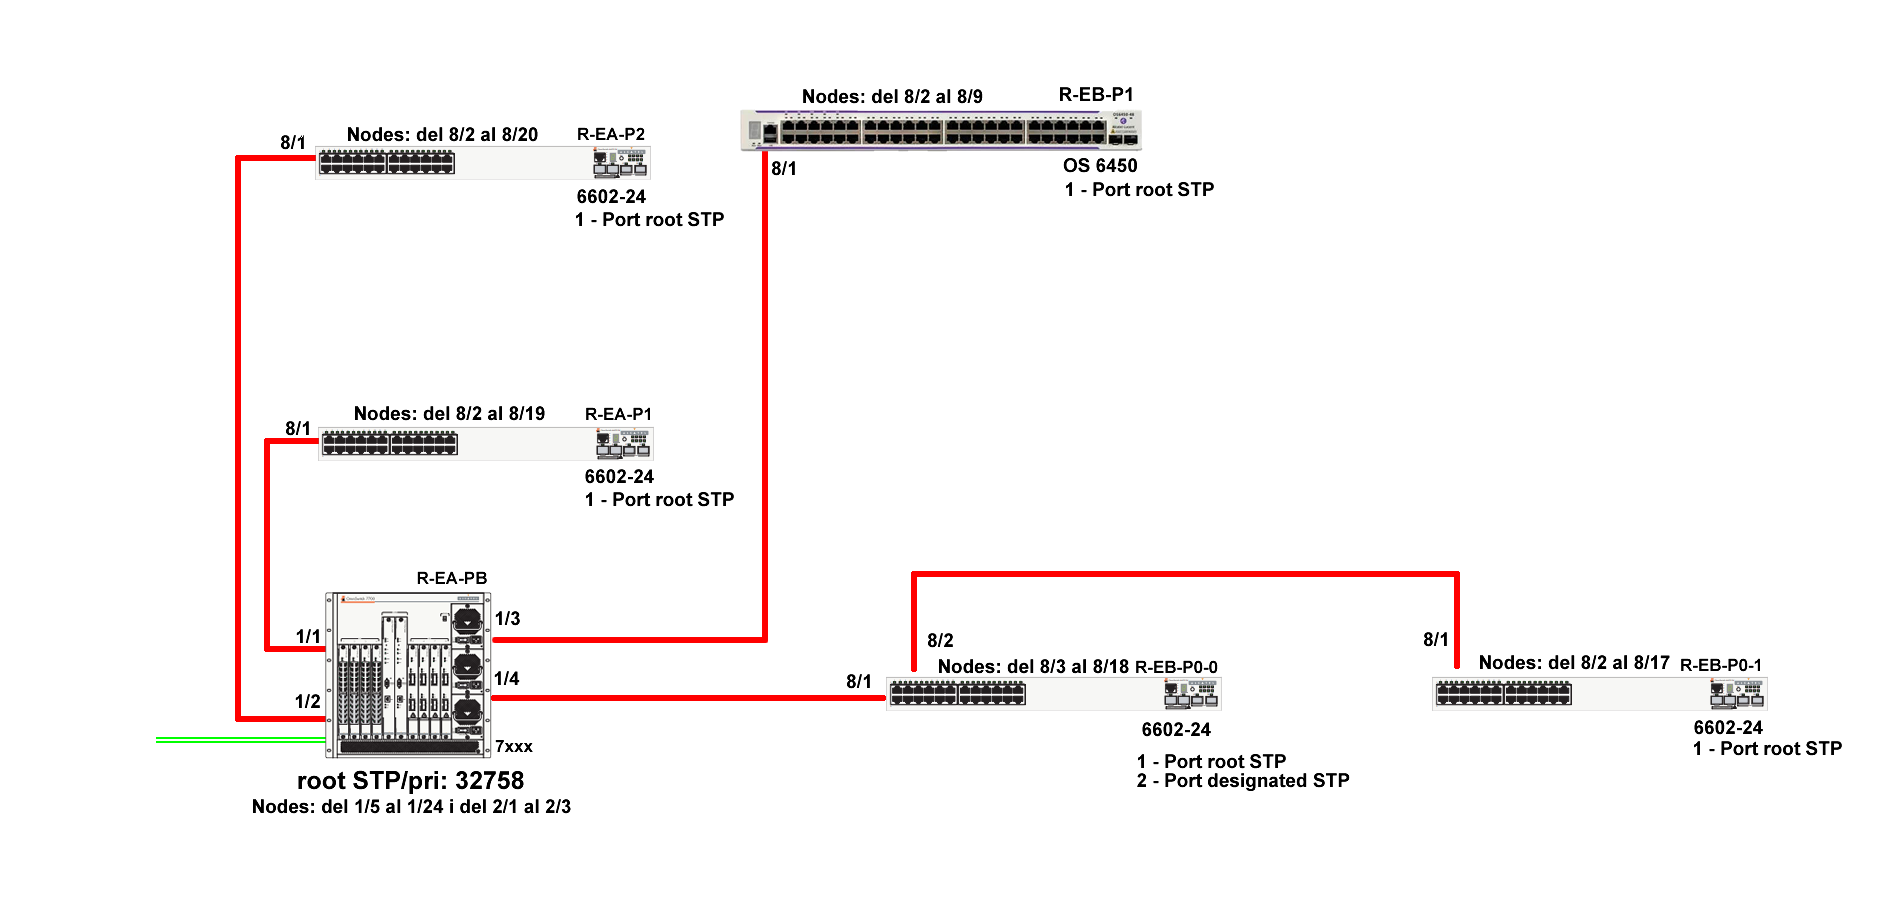 Nodes: del 8/2 al 8/9
R-EB-P1
8/1
OS 6450
1 - Port root STP
8/1
Nodes: del 8/2 al 8/20
R-EA-P2
6602-24
1 - Port root STP
8/1
Nodes: del 8/2 al 8/19
R-EA-P1
6602-24
1 - Port root STP
R-EA-PB
1/1
1/2
1/3
1/4
7xxx
root STP/pri: 32758
Nodes: del 1/5 al 1/24 i del 2/1 al 2/3
8/1
8/2
Nodes: del 8/3 al 8/18
R-EB-P0-0
6602-24
1 - Port root STP
2 - Port designated STP
8/1
Nodes: del 8/2 al 8/17
R-EB-P0-1
6602-24
1 - Port root STP